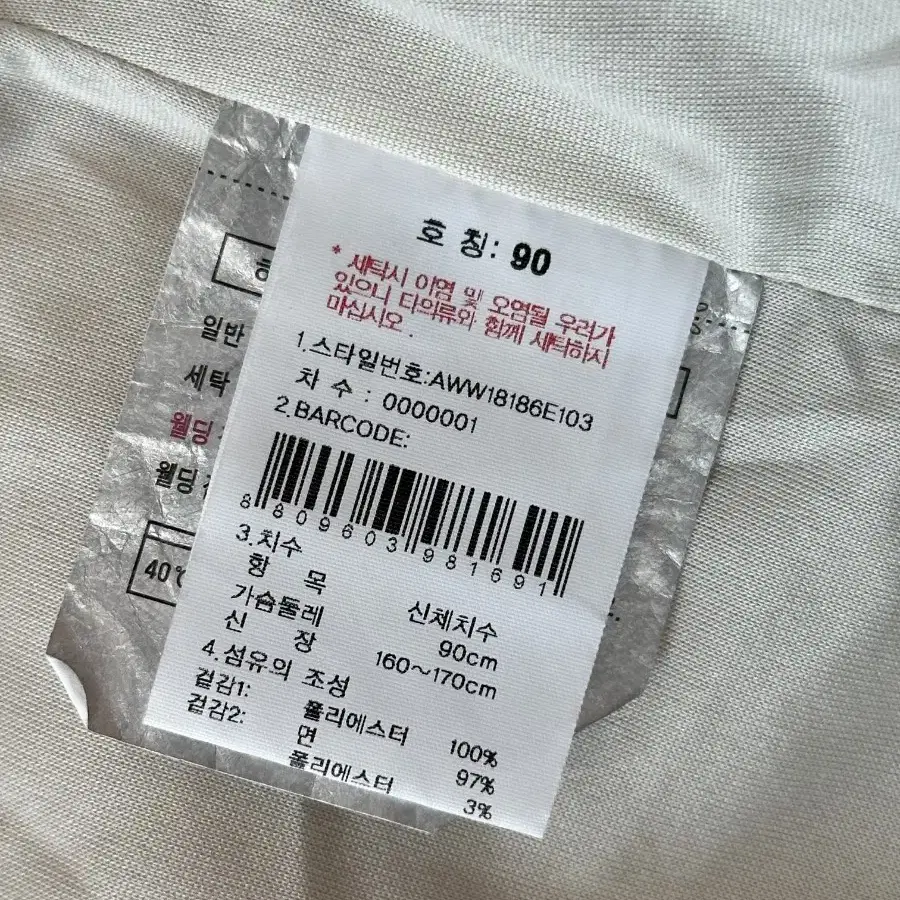 호 칭: 90
* 세탁시 이염 및 오염될 우려가
있으니 타의류와 함께 세탁하지
마십시오 .
1.스타일번호:AWW18186E103
차 수 : 0000001
2.BARCODE:
8809603981691
3.치수
항 목 신체치수
가슴둘레 90cm
신 장 160~170cm
4.섬유의 조성
겉감1: 폴리에스터 100%
겉감2: 면 97%
폴리에스터 3%
일반
세탁
웰딩
웰딩
40℃